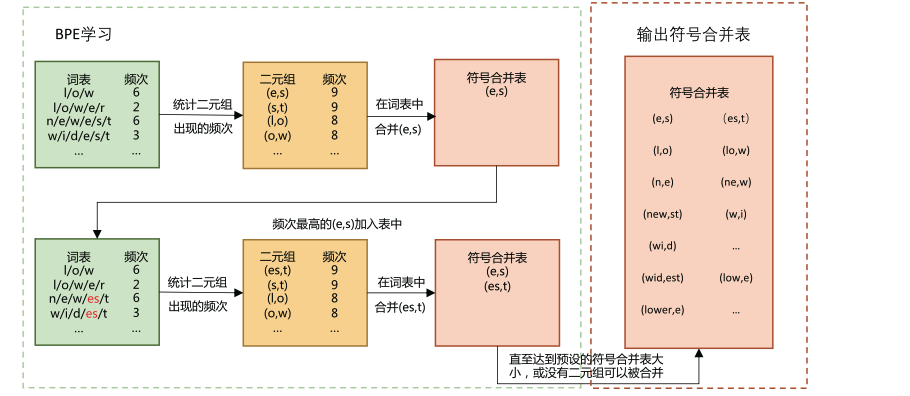 BPE学习
词表 频次
l/o/w 6
l/o/w/e/r 2
n/e/w/e/s/t 6
w/i/d/e/s/t 3
... ...
统计二元组
出现的频次
二元组 频次
(e,s) 9
(s,t) 9
(l,o) 8
(o,w) 8
... ...
在词表中
合并(e,s)
符号合并表
(e,s)
频次最高的(e,s)加入表中
词表 频次
l/o/w 6
l/o/w/e/r 2
n/e/w/es/t 6
w/i/d/es/t 3
... ...
统计二元组
出现的频次
二元组 频次
(es,t) 9
(s,t) 9
(l,o) 8
(o,w) 8
... ...
在词表中
合并(es,t)
符号合并表
(e,s)
(es,t)
直至达到预设的符号合并表大
小，或没有二元组可以被合并
输出符号合并表
符号合并表
(e,s) （es,t）
(l,o) (lo,w)
(n,e) (ne,w)
(new,st) (w,i)
(wi,d) ...
(wid,est) (low,e)
(lower,e) ...